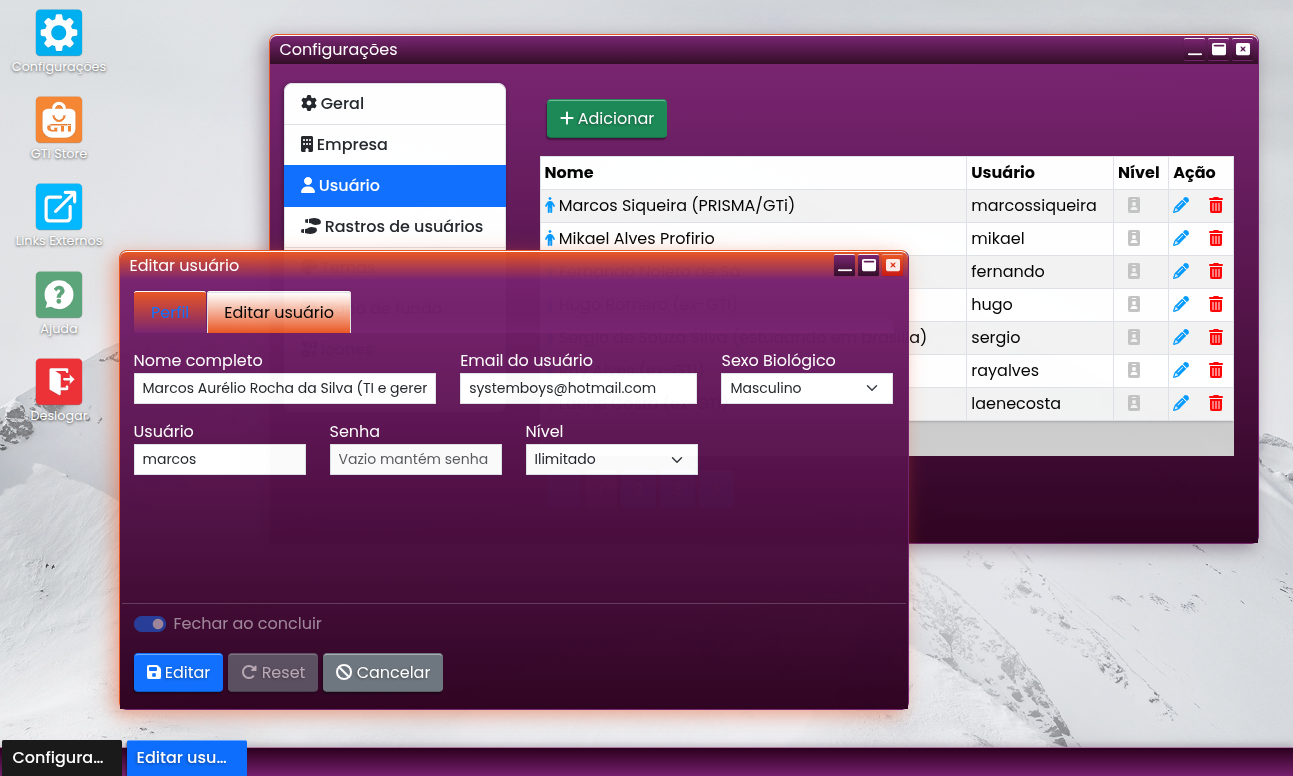 Configurações
GTi
GTi Store
Links Externos
Ajuda
Deslogar
Configurações
Geral
Empresa
Usuário
Rastros de usuários
Adicionar
Nome Usuário Nível Ação
Marcos Siqueira (PRISMA/GTi) marcossiqueira
Mikael Alves Profirio mikael
fernando
hugo
sergio
rayalves
laenecosta
Editar usuário
Perfil Editar usuário
Nome completo Email do usuário Sexo Biológico
Marcos Aurélio Rocha da Silva (TI e gerer systemboys@hotmail.com Masculino
Usuário Senha Nível
marcos Vazio mantém senha Ilimitado
Fechar ao concluir
Editar Reset Cancelar
Configura... Editar usu...